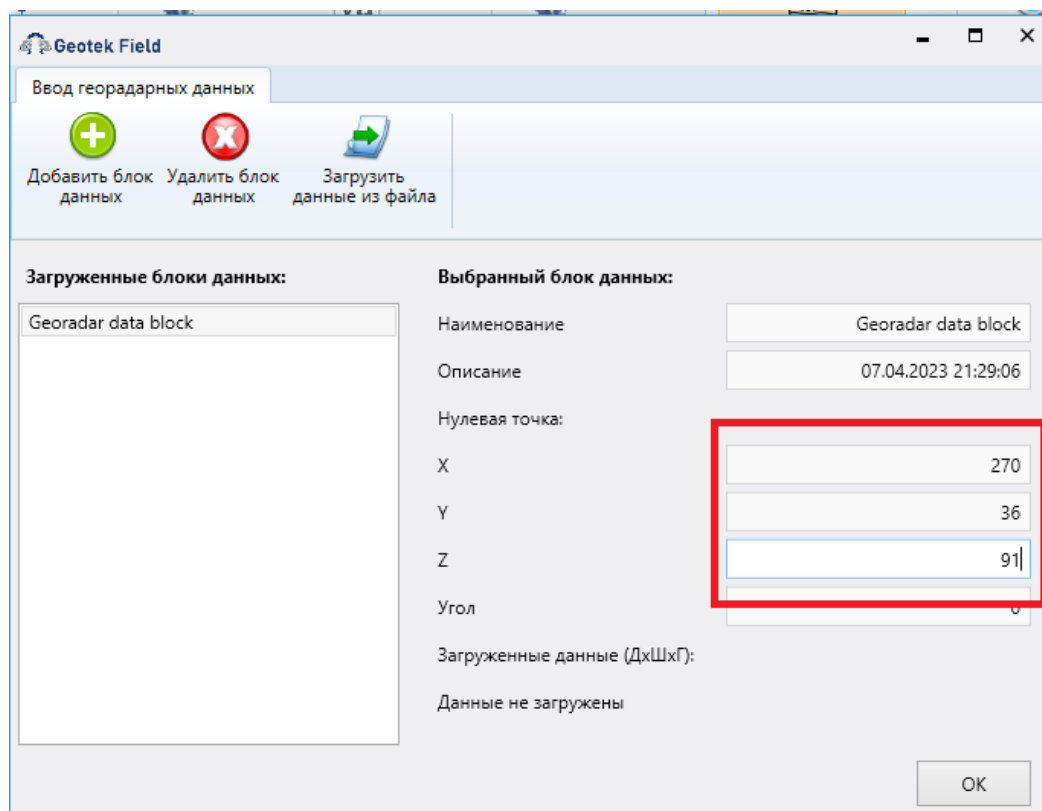 Geotek Field
Ввод георадарных данных
Добавить блок данных
Удалить блок данных
Загрузить данные из файла
Загруженные блоки данных:
Georadar data block
Выбранный блок данных:
Наименование
Georadar data block
Описание
07.04.2023 21:29:06
Нулевая точка:
X
270
Y
36
Z
91
Угол
0
Загруженные данные (ДхШхГ):
Данные не загружены
OK